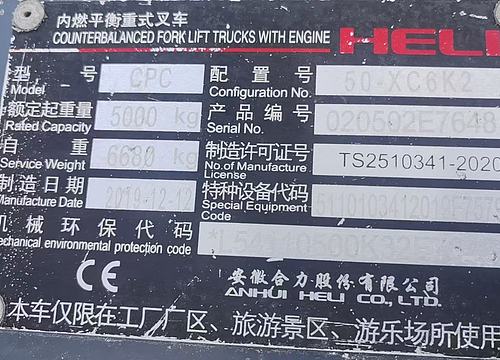 内燃平衡重式叉车
COUNTERBALANCED FORK LIFT TRUCKS WITH ENGINE
HELI
型 号 CPC 配置号
Model Configuration No.
额定起重量 5000 kg 产品编号
Rated Capacity Serial No.
自 重 6680 kg 制造许可证号 TS2510341-2020
Service Weight No.of Manufacture License
制造日期 2019-12-12 特种设备代码
Manufacture Date Special Equipment Code
机械环保代码
mechanical environmental protection code
CE 安徽合力股份有限公司
ANHUI HELI CO.,LTD.
本车仅限在工厂厂区、旅游景区、游乐场所使用